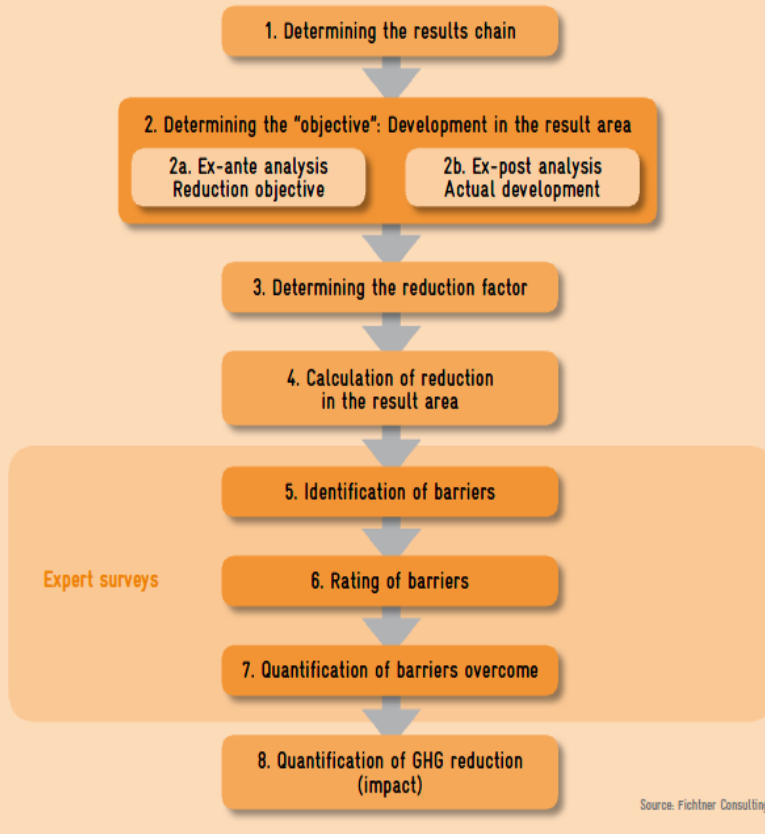 1. Determining the results chain
2. Determining the "objective": Development in the result area
2a. Ex-ante analysis
Reduction objective
2b. Ex-post analysis
Actual development
3. Determining the reduction factor
4. Calculation of reduction
in the result area
5. Identification of barriers
Expert surveys
6. Rating of barriers
7. Quantification of barriers overcome
8. Quantification of GHG reduction
(impact)
Source: Fichtner Consulting